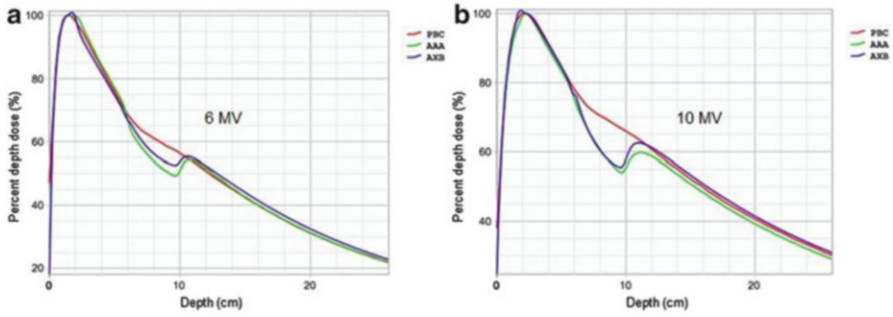 a
100
80
60
40
20
0
10
20
Percent depth dose (%)
Depth (cm)
6 MV
PBC
AAA
AXB
b
100
80
60
40
0
10
20
Percent depth dose (%)
Depth (cm)
10 MV
PBC
AAA
AXB